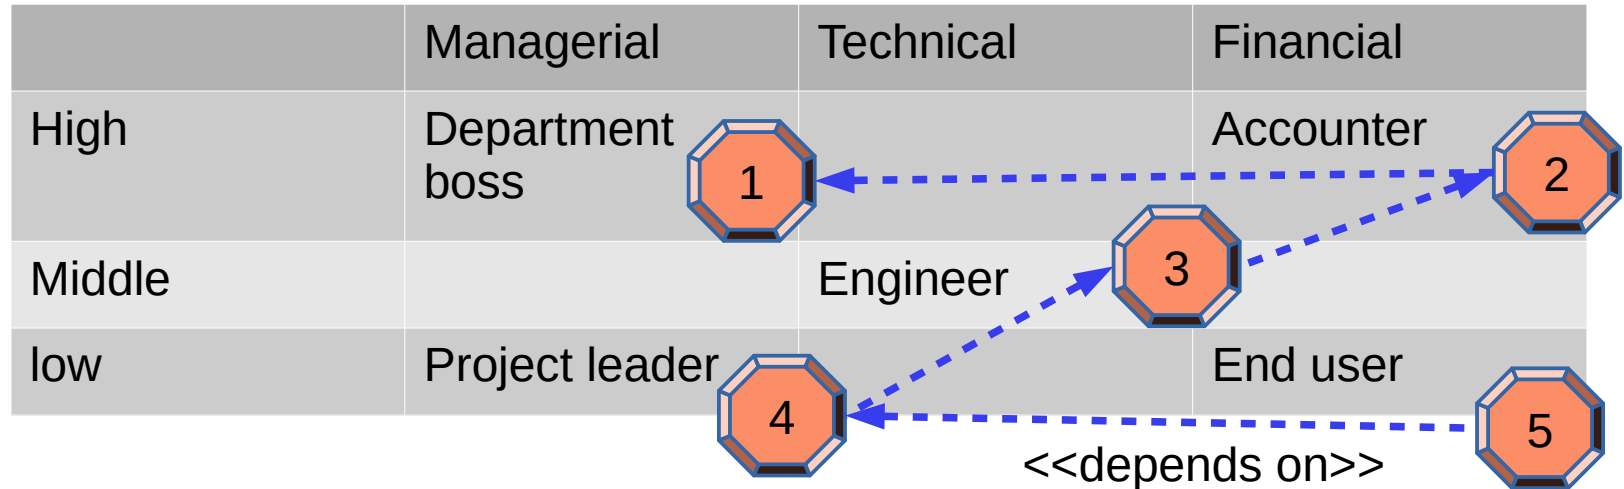 Managerial Technical Financial
High Department boss 1 Accounter 2
Middle Engineer 3
low Project leader 4 End user 5
<<depends on>>